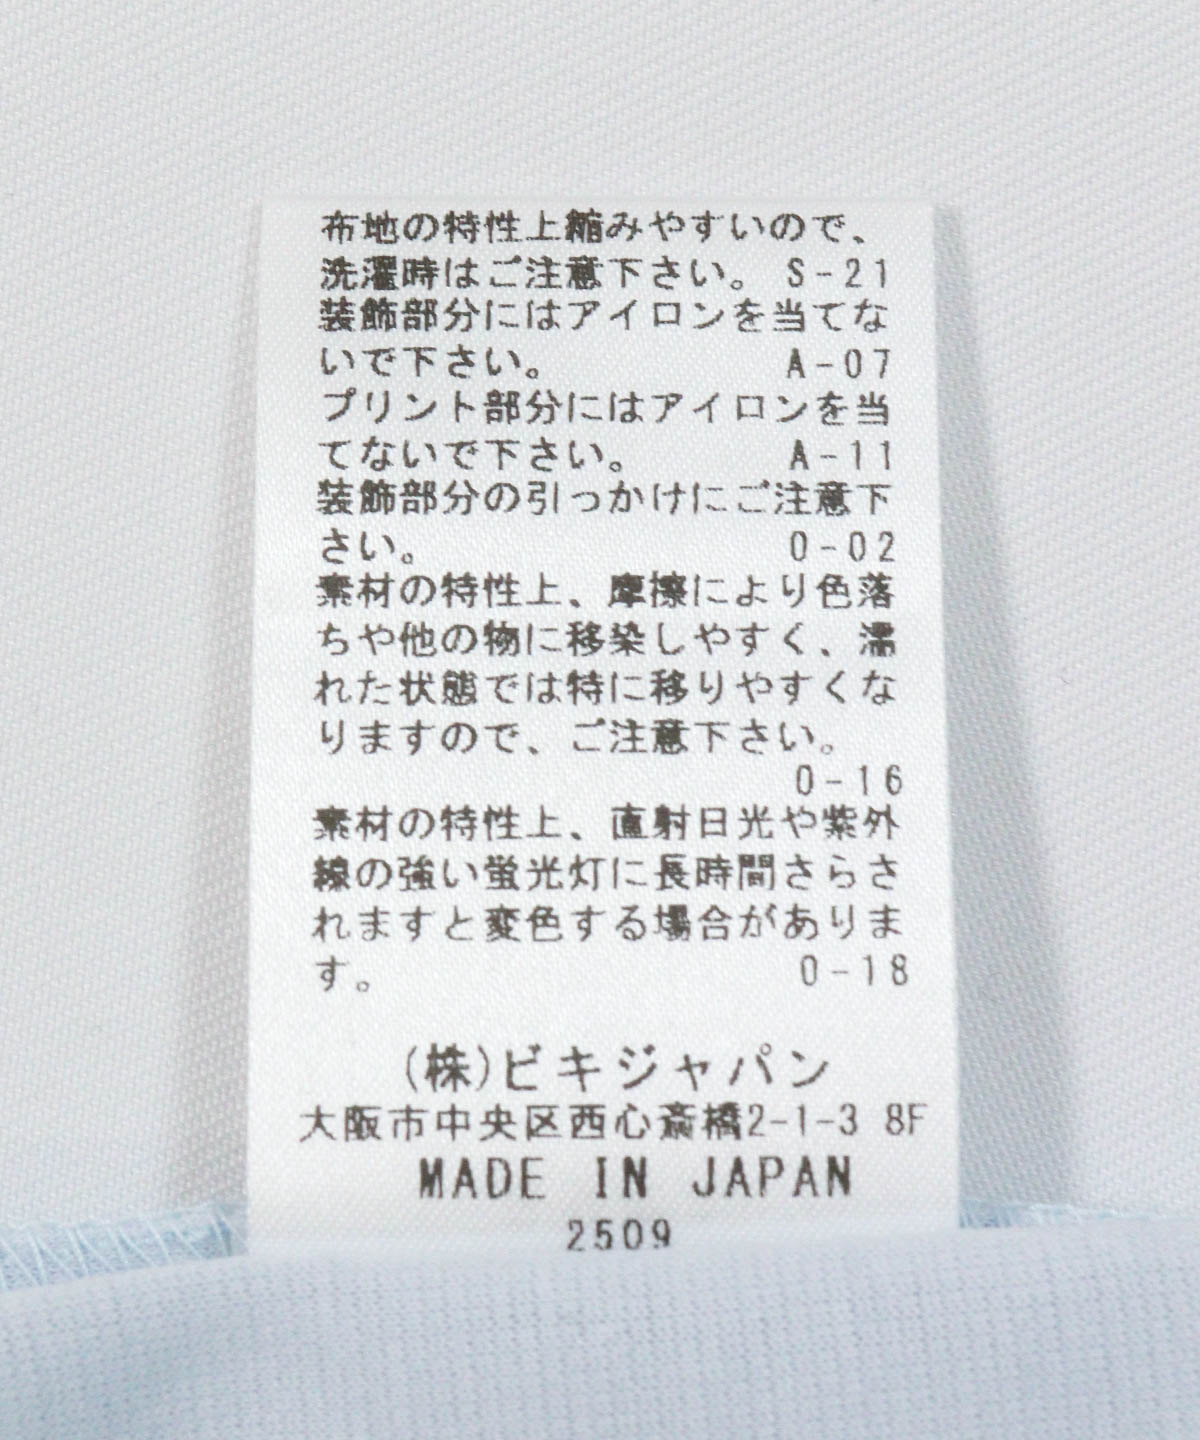 布地の特性上縮みやすいので、
洗濯時はご注意下さい。 S-21
装飾部分にはアイロンを当てな
いで下さい。 A-07
プリント部分にはアイロンを当
てないで下さい。 A-11
装飾部分の引っかけにご注意下
さい。 0-02
素材の特性上、摩擦により色落
ちや他の物に移染しやすく、濡
れた状態では特に移りやすくな
りますので、ご注意下さい。
0-16
素材の特性上、直射日光や紫外
線の強い蛍光灯に長時間さらさ
れますと変色する場合がありま
す。 0-18
(株)ビキジャパン
大阪市中央区西心斎橋2-1-3 8F
MADE IN JAPAN
2509